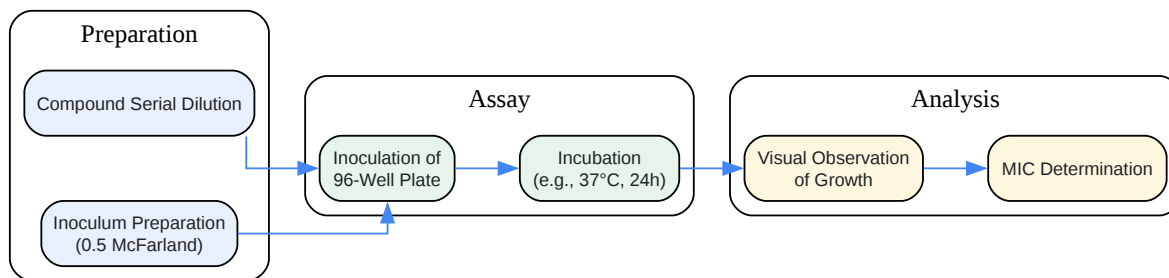 Preparation
Compound Serial Dilution
Inoculum Preparation
(0.5 McFarland)
Assay
Inoculation of
96-Well Plate
Incubation
(e.g., 37°C, 24h)
Analysis
Visual Observation
of Growth
MIC Determination